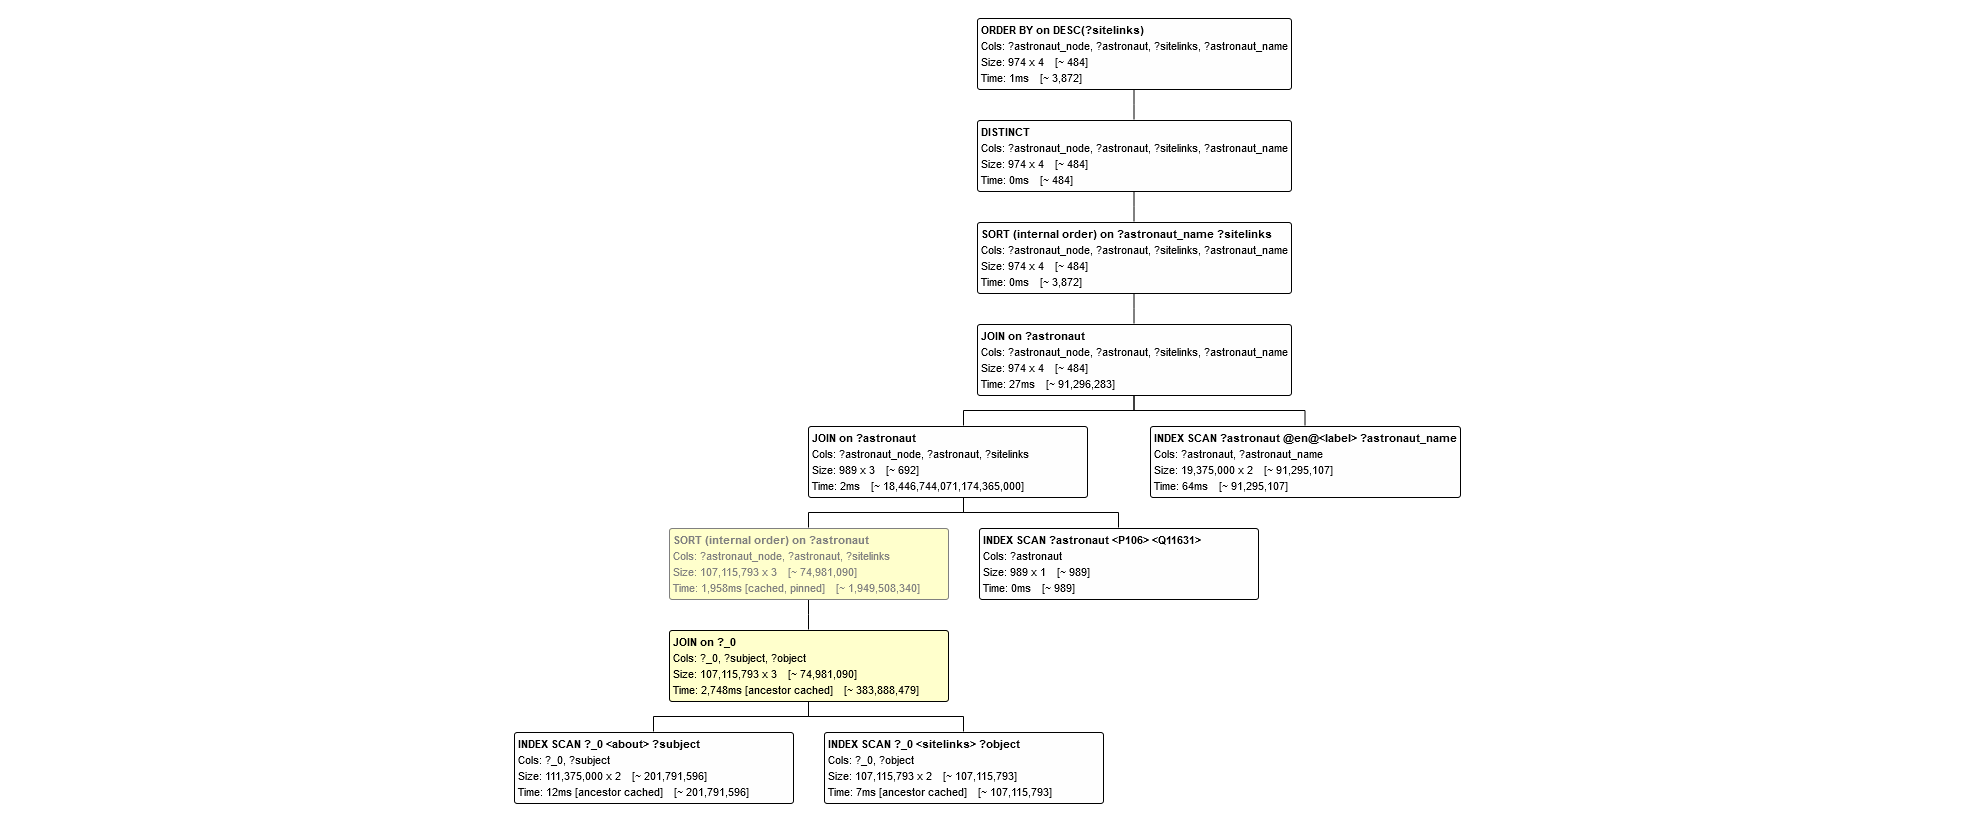 ORDER BY on DESC(?sitelinks)
Cols: ?astronaut_node, ?astronaut, ?sitelinks, ?astronaut_name
Size: 974 x 4 [~ 484]
Time: 1ms [~ 3,872]
DISTINCT
Cols: ?astronaut_node, ?astronaut, ?sitelinks, ?astronaut_name
Size: 974 x 4 [~ 484]
Time: 0ms [~ 484]
SORT (internal order) on ?astronaut_name ?sitelinks
Cols: ?astronaut_node, ?astronaut, ?sitelinks, ?astronaut_name
Size: 974 x 4 [~ 484]
Time: 0ms [~ 3,872]
JOIN on ?astronaut
Cols: ?astronaut_node, ?astronaut, ?sitelinks, ?astronaut_name
Size: 974 x 4 [~ 484]
Time: 27ms [~ 91,296,283]
JOIN on ?astronaut
Cols: ?astronaut_node, ?astronaut, ?sitelinks
Size: 989 x 3 [~ 692]
Time: 2ms [~ 18,446,744,071,174,365,000]
INDEX SCAN ?astronaut @en@<label> ?astronaut_name
Cols: ?astronaut, ?astronaut_name
Size: 19,375,000 x 2 [~ 91,295,107]
Time: 64ms [~ 91,295,107]
SORT (internal order) on ?astronaut
Cols: ?astronaut_node, ?astronaut, ?sitelinks
Size: 107,115,793 x 3 [~ 74,981,090]
Time: 1,958ms [cached, pinned] [~ 1,949,508,340]
INDEX SCAN ?astronaut <P106> <Q11631>
Cols: ?astronaut
Size: 989 x 1 [~ 989]
Time: 0ms [~ 989]
JOIN on ?_0
Cols: ?_0, ?subject, ?object
Size: 107,115,793 x 3 [~ 74,981,090]
Time: 2,748ms [ancestor cached] [~ 383,888,479]
INDEX SCAN ?_0 <about> ?subject
Cols: ?_0, ?subject
Size: 111,375,000 x 2 [~ 201,791,596]
Time: 12ms [ancestor cached] [~ 201,791,596]
INDEX SCAN ?_0 <sitelinks> ?object
Cols: ?_0, ?object
Size: 107,115,793 x 2 [~ 107,115,793]
Time: 7ms [ancestor cached] [~ 107,115,793]